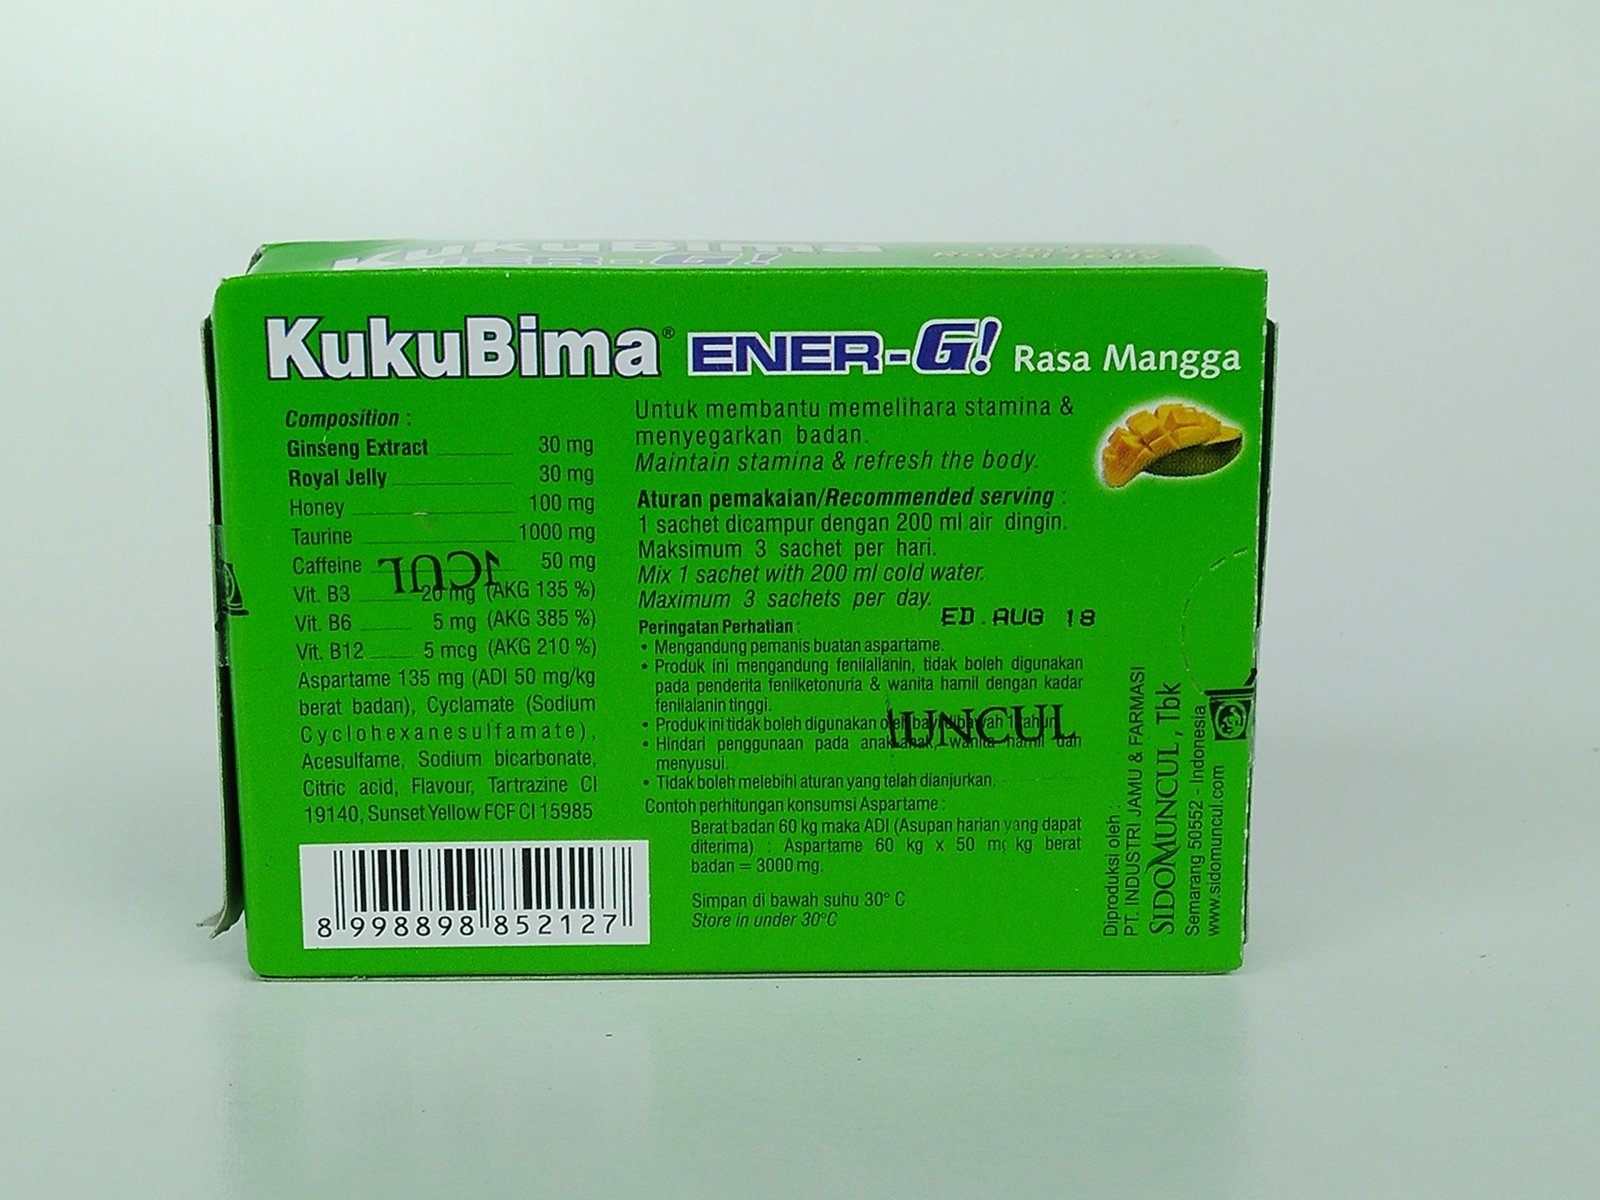 KukuBima® ENER-G! Rasa Mangga
Composition :
Ginseng Extract 30 mg
Royal Jelly 30 mg
Honey 100 mg
Taurine 1000 mg
Caffeine 50 mg
Vit. B3 20 mg (AKG 135 %)
Vit. B6 5 mg (AKG 385 %)
Vit. B12 5 mcg (AKG 210 %)
Aspartame 135 mg (ADI 50 mg/kg
berat badan), Cyclamate (Sodium
Cyclohexanesulfamate),
Acesulfame, Sodium bicarbonate,
Citric acid, Flavour, Tartrazine CI
19140, Sunset Yellow FCF CI 15985
8 998898 852127
Untuk membantu memelihara stamina &
menyegarkan badan.
Maintain stamina & refresh the body.
Aturan pemakaian/Recommended serving :
1 sachet dicampur dengan 200 ml air dingin.
Maksimum 3 sachet per hari.
Mix 1 sachet with 200 ml cold water.
Maximum 3 sachets per day.
ED. AUG 18
Peringatan Perhatian :
• Mengandung pemanis buatan aspartame.
• Produk ini mengandung fenilallanin, tidak boleh digunakan
pada penderita fenilketonuria & wanita hamil dengan kadar
fenilalanin tinggi.
• Produk ini tidak boleh digunakan oleh bayi dibawah 1 tahun
• Hindari penggunaan pada anak-anak, wanita hamil dan
menyusui.
• Tidak boleh melebihi aturan yang telah dianjurkan.
Contoh perhitungan konsumsi Aspartame :
Berat badan 60 kg maka ADI (Asupan harian yang dapat
diterima) : Aspartame 60 kg x 50 mg kg berat
badan = 3000 mg.
Simpan di bawah suhu 30° C
Store in under 30°C
Diproduksi oleh :
PT. INDUSTRI JAMU & FARMASI
SIDOMUNCUL, Tbk
Semarang 50552 - Indonesia
www.sidomuncul.com